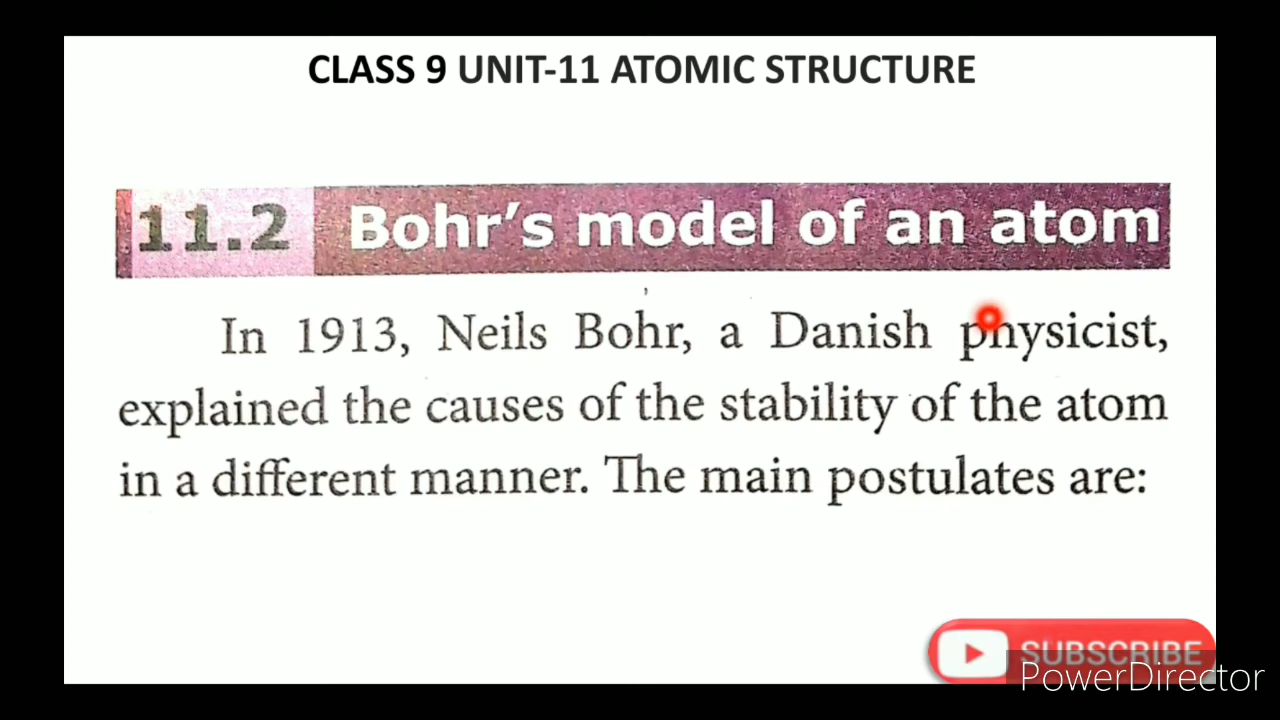 CLASS 9 UNIT-11 ATOMIC STRUCTURE
11.2 Bohr’s model of an atom
In 1913, Neils Bohr, a Danish physicist,
explained the causes of the stability of the atom
in a different manner. The main postulates are:
SUBSCRIBE
PowerDirector